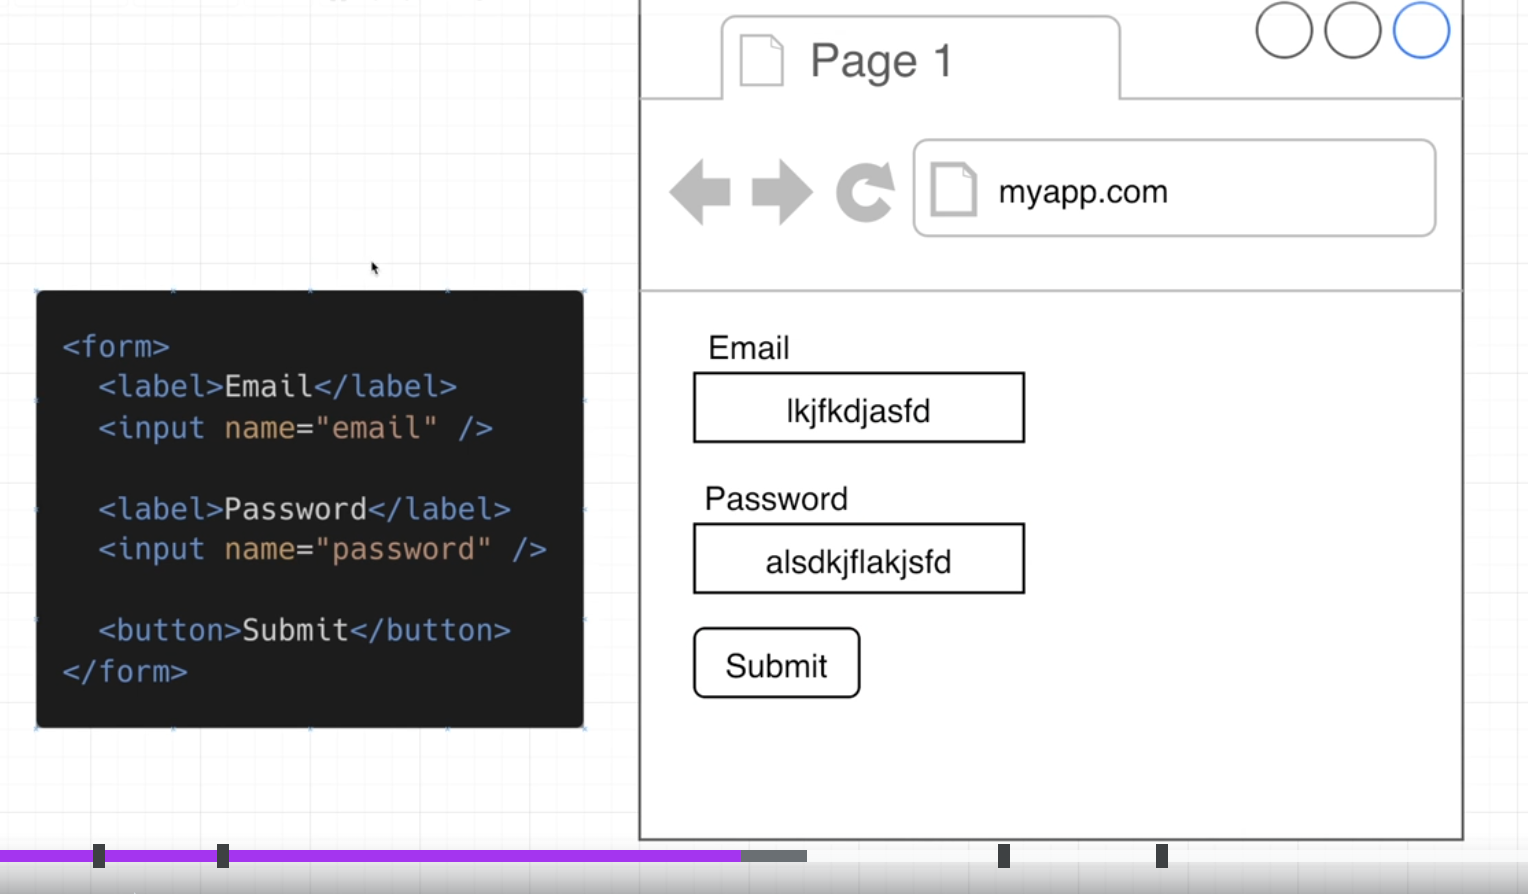 Page 1
myapp.com
<form>
  <label>Email</label>
  <input name="email" />

  <label>Password</label>
  <input name="password" />

  <button>Submit</button>
</form>
Email
lkjfkdjasfd
Password
alsdkjflakjsfd
Submit